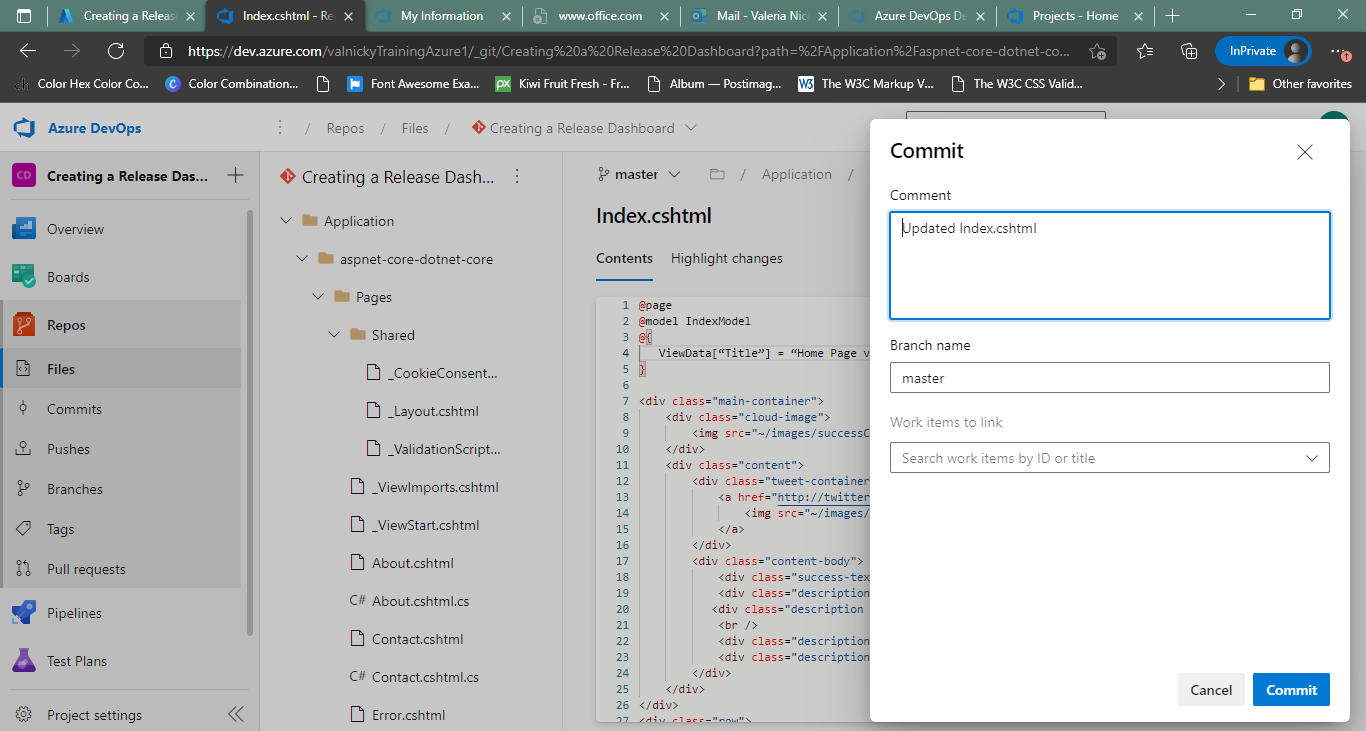 Creating a Releas
Index.cshtml - Re
My Information
www.office.com
Mail - Valeria Nic
Azure DevOps De
Projects - Home
https://dev.azure.com/valnickyTrainingAzure1/_git/Creating%20a%20Release%20Dashboard?path=%2FApplication%2Faspnet-core-dotnet-co...
InPrivate
Color Hex Color Co...
Color Combination...
Font Awesome Exa...
Kiwi Fruit Fresh - Fr...
Album — Postimag...
The W3C Markup V...
The W3C CSS Valid...
Other favorites
Azure DevOps
/ Repos / Files / Creating a Release Dashboard
CD Creating a Release Das...
Overview
Boards
Repos
Files
Commits
Pushes
Branches
Tags
Pull requests
Pipelines
Test Plans
Project settings
Creating a Release Dash...
Application
aspnet-core-dotnet-core
Pages
Shared
_CookieConsent...
_Layout.cshtml
_ValidationScript...
_ViewImports.cshtml
_ViewStart.cshtml
About.cshtml
C# About.cshtml.cs
Contact.cshtml
C# Contact.cshtml.cs
Error.cshtml
master / Application /
Index.cshtml
Contents Highlight changes
1 @page
2 @model IndexModel
3 @{
4 ViewData[“Title”] = “Home Page v
5 }
6
7 <div class="main-container">
8 <div class="cloud-image">
9 <img src="~/images/successC
10 </div>
11 <div class="content">
12 <div class="tweet-container
13 <a href="http://twitter
14 <img src="~/images/
15 </a>
16 </div>
17 <div class="content-body">
18 <div class="success-tex
19 <div class="description
20 <div class="description
21 <br />
22 <div class="description
23 <div class="description
24 </div>
25 </div>
26 </div>
27 <div class="row">
Commit
Comment
Updated Index.cshtml
Branch name
master
Work items to link
Search work items by ID or title
Cancel
Commit